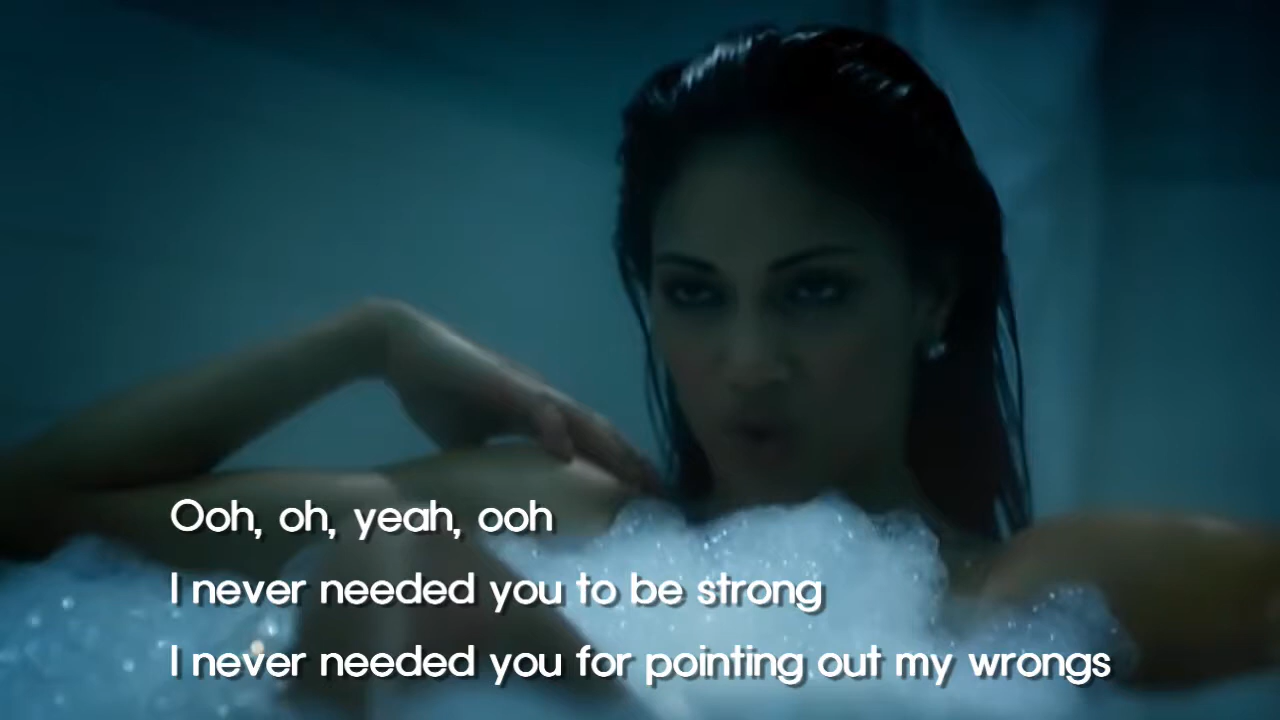 Ooh, oh, yeah, ooh
I never needed you to be strong
I never needed you for pointing out my wrongs